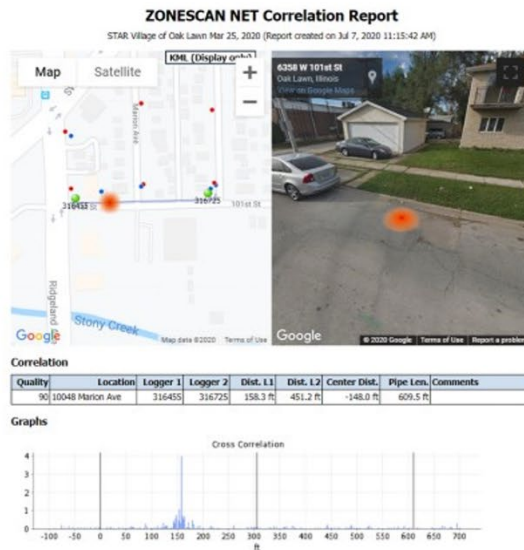 ZONESCAN NET Correlation Report
STAR Village of Oak Lawn Mar 25, 2020 (Report created on Jul 7, 2020 11:15:42 AM)
Map Satellite
KML (Display only)
+
−
Marion Ave
316455
316725
101st St
Ridgeland
Stony Creek
Google
Map data ©2020 Terms of Use
6358 W 101st St
Oak Lawn, Illinois
View on Google Maps
Google
© 2020 Google Terms of Use Report a problem
Correlation
Quality Location Logger 1 Logger 2 Dist. L1 Dist. L2 Center Dist. Pipe Len. Comments
90 10048 Marion Ave 316455 316725 158.3 ft 451.2 ft -148.0 ft 609.5 ft
Graphs
Cross Correlation
4
3
2
1
0
-100 -50 0 50 100 150 200 250 300 350 400 450 500 550 600 650 700
ft